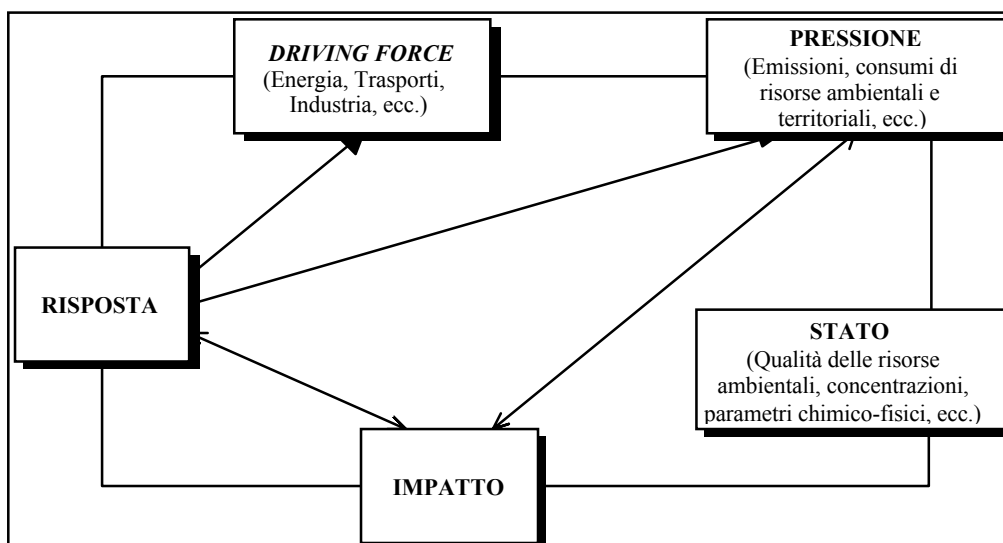 DRIVING FORCE
(Energia, Trasporti,
Industria, ecc.)
PRESSIONE
(Emissioni, consumi di
risorse ambientali e
territoriali, ecc.)
RISPOSTA
STATO
(Qualità delle risorse
ambientali, concentrazioni,
parametri chimico-fisici, ecc.)
IMPATTO